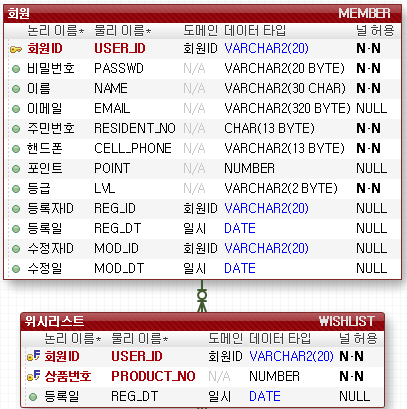 회원 MEMBER
논리 이름* 물리 이름* 도메인 데이터 타입 널 허용
회원ID USER_ID 회원ID VARCHAR2(20) N-N
비밀번호 PASSWD N/A VARCHAR2(20 BYTE) N-N
이름 NAME N/A VARCHAR2(30 CHAR) N-N
이메일 EMAIL N/A VARCHAR2(320 BYTE) NULL
주민번호 RESIDENT_NO N/A CHAR(13 BYTE) N-N
핸드폰 CELL_PHONE N/A VARCHAR2(13 BYTE) N-N
포인트 POINT N/A NUMBER NULL
등급 LVL N/A VARCHAR2(2 BYTE) N-N
등록자ID REG_ID 회원ID VARCHAR2(20) NULL
등록일 REG_DT 일시 DATE NULL
수정자ID MOD_ID 회원ID VARCHAR2(20) NULL
수정일 MOD_DT 일시 DATE NULL
위시리스트 WISHLIST
논리 이름* 물리 이름* 도메인 데이터 타입 널 허용
회원ID USER_ID 회원ID VARCHAR2(20) N-N
상품번호 PRODUCT_NO N/A NUMBER N-N
등록일 REG_DT 일시 DATE NULL